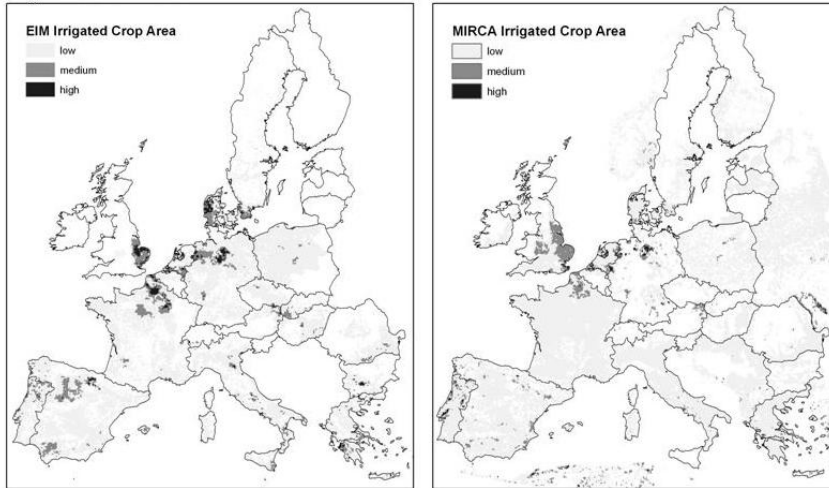 EIM Irrigated Crop Area
low
medium
high
MIRCA Irrigated Crop Area
low
medium
high